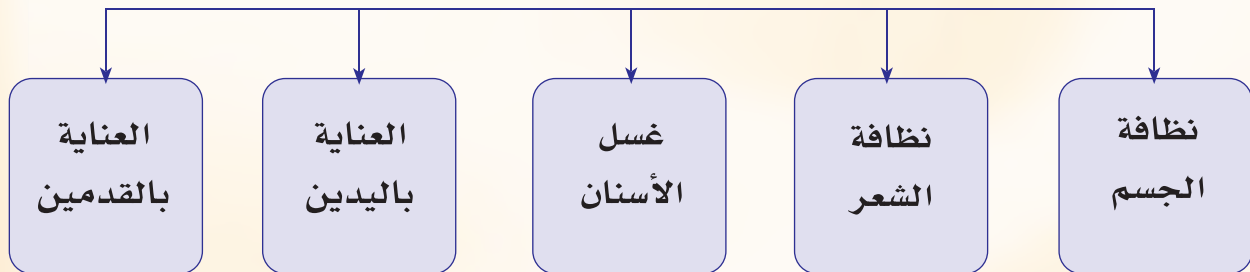 نظافة
الجسم
نظافة
الشعر
غسل
الأسنان
العناية
باليدين
العناية
بالقدمين